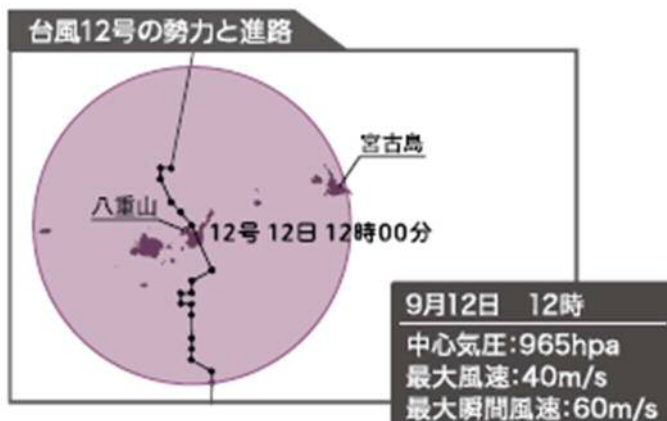 台風12号の勢力と進路
宮古島
八重山
12号 12日 12時00分
9月12日　12時
中心気圧:965hpa
最大風速:40m/s
最大瞬間風速:60m/s